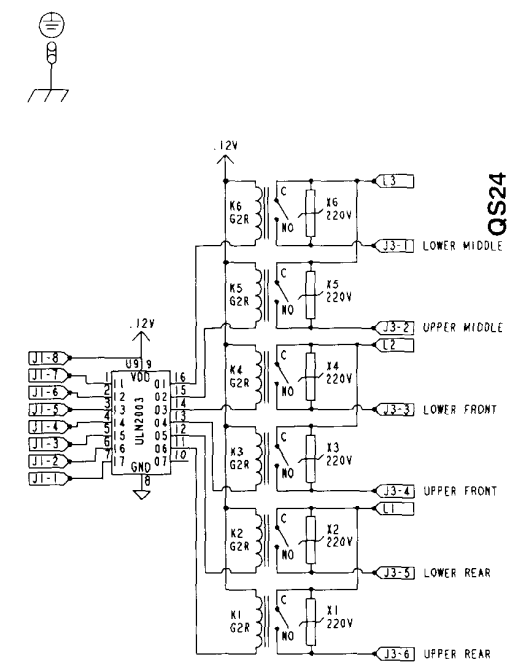 .12V
QS24
K6
G2R
C
NO
X6
220V
L3
J3-1 LOWER MIDDLE
K5
G2R
C
NO
X5
220V
J3-2 UPPER MIDDLE
L2
K4
G2R
C
NO
X4
220V
J3-3 LOWER FRONT
K3
G2R
C
NO
X3
220V
J3-4 UPPER FRONT
L1
K2
G2R
C
NO
X2
220V
J3-5 LOWER REAR
K1
G2R
C
NO
X1
220V
J3-6 UPPER REAR
.12V
J1-8
J1-7
J1-6
J1-5
J1-4
J1-3
J1-2
J1-1
U9 9
VDD
ULN2003
GND
8
1 I1 O1 16
2 I2 O2 15
3 I3 O3 14
4 I4 O4 13
5 I5 O5 12
6 I6 O6 11
7 I7 O7 10